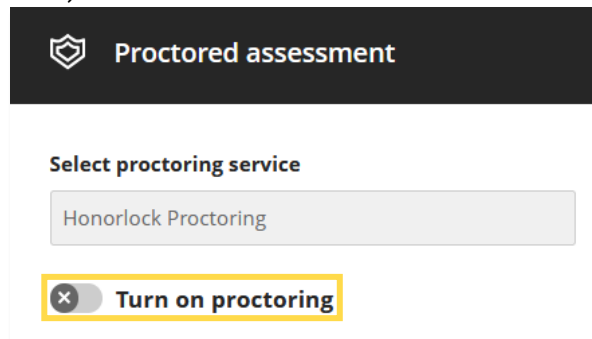 Proctored assessment
Select proctoring service
Honorlock Proctoring
Turn on proctoring